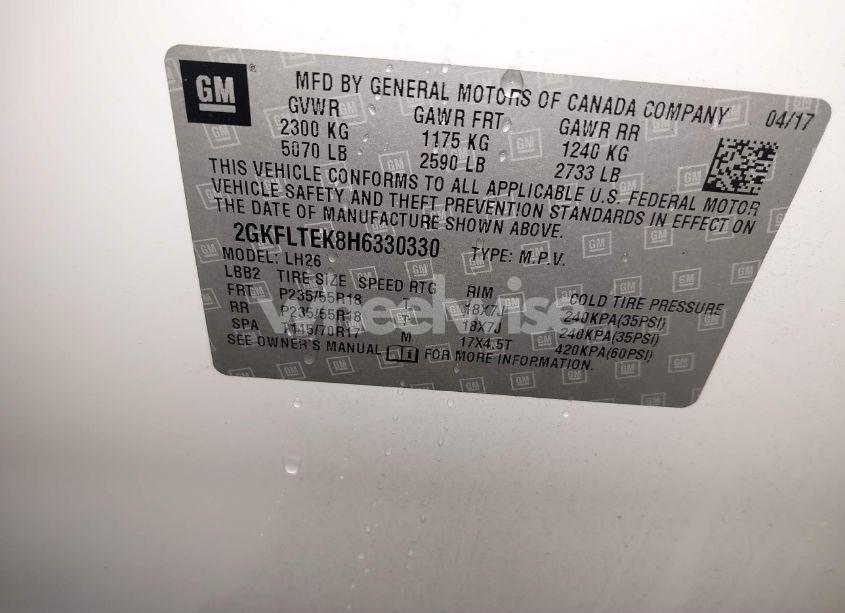 GM®
MFD BY GENERAL MOTORS OF CANADA COMPANY 04/17
GVWR GAWR FRT GAWR RR
2300 KG 1175 KG 1240 KG
5070 LB 2590 LB 2733 LB
THIS VEHICLE CONFORMS TO ALL APPLICABLE U.S. FEDERAL MOTOR
VEHICLE SAFETY AND THEFT PREVENTION STANDARDS IN EFFECT ON
THE DATE OF MANUFACTURE SHOWN ABOVE.
2GKFLTEK8H6330330 TYPE: M.P.V.
MODEL: LH26
LBB2 TIRE SIZE SPEED RTG RIM COLD TIRE PRESSURE
FRT P235/55R18 T 18X7J 240KPA(35PSI)
RR P235/55R18 T 18X7J 240KPA(35PSI)
SPA T145/70R17 M 17X4.5T 420KPA(60PSI)
SEE OWNER'S MANUAL FOR MORE INFORMATION.
wheelwise